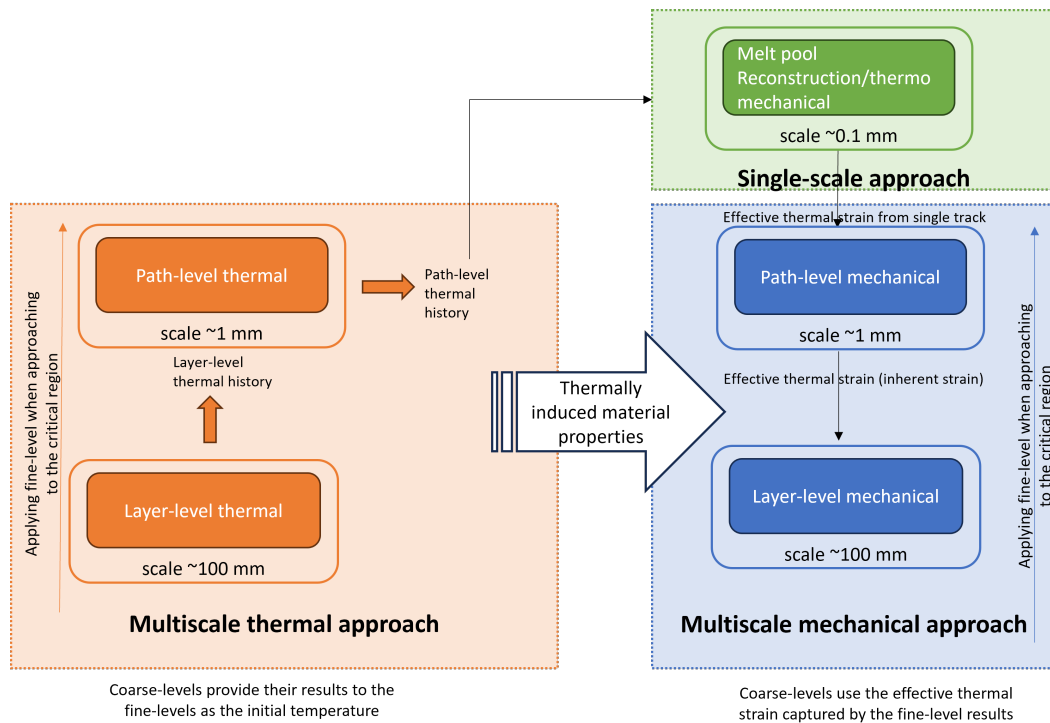 Melt pool
Reconstruction/thermo
mechanical
scale ~0.1 mm
Single-scale approach
Applying fine-level when approaching
to the critical region
Path-level thermal
scale ~1 mm
Layer-level
thermal history
Layer-level thermal
scale ~100 mm
Multiscale thermal approach
Path-level
thermal
history
Thermally
induced material
properties
Effective thermal strain from single track
Path-level mechanical
scale ~1 mm
Effective thermal strain (inherent strain)
Layer-level mechanical
scale ~100 mm
Multiscale mechanical approach
Applying fine-level when approaching
to the critical region
Coarse-levels provide their results to the
fine-levels as the initial temperature
Coarse-levels use the effective thermal
strain captured by the fine-level results